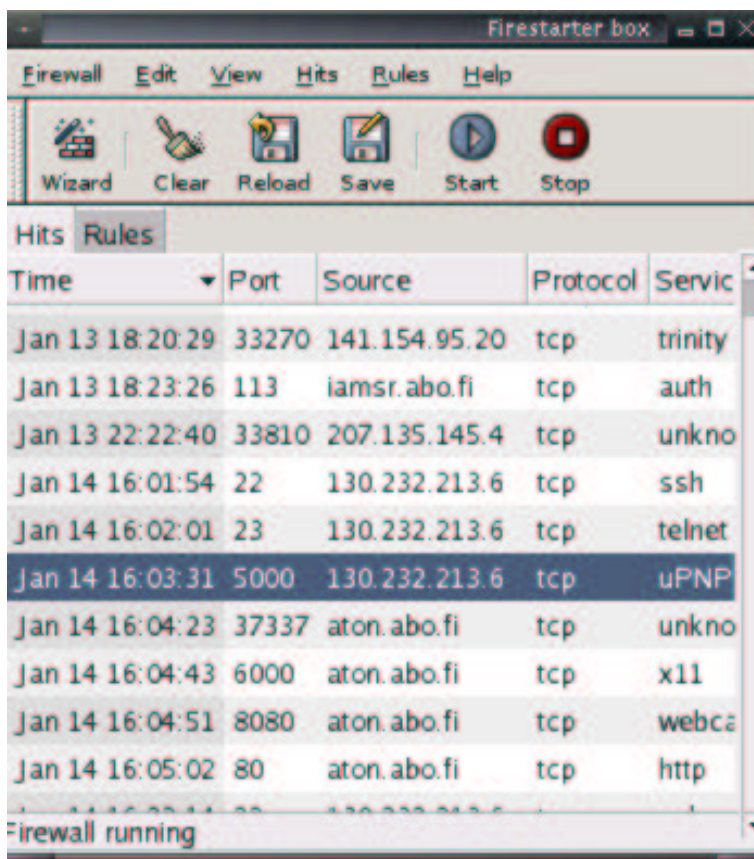 Firestarter box
Firewall Edit View Hits Rules Help
Wizard Clear Reload Save Start Stop
Hits Rules
Time Port Source Protocol Servic
Jan 13 18:20:29 33270 141.154.95.20 tcp trinity
Jan 13 18:23:26 113 iamsr.abo.fi tcp auth
Jan 13 22:22:40 33810 207.135.145.4 tcp unkno
Jan 14 16:01:54 22 130.232.213.6 tcp ssh
Jan 14 16:02:01 23 130.232.213.6 tcp telnet
Jan 14 16:03:31 5000 130.232.213.6 tcp uPNP
Jan 14 16:04:23 37337 aton.abo.fi tcp unkno
Jan 14 16:04:43 6000 aton.abo.fi tcp x11
Jan 14 16:04:51 8080 aton.abo.fi tcp webca
Jan 14 16:05:02 80 aton.abo.fi tcp http
Firewall running